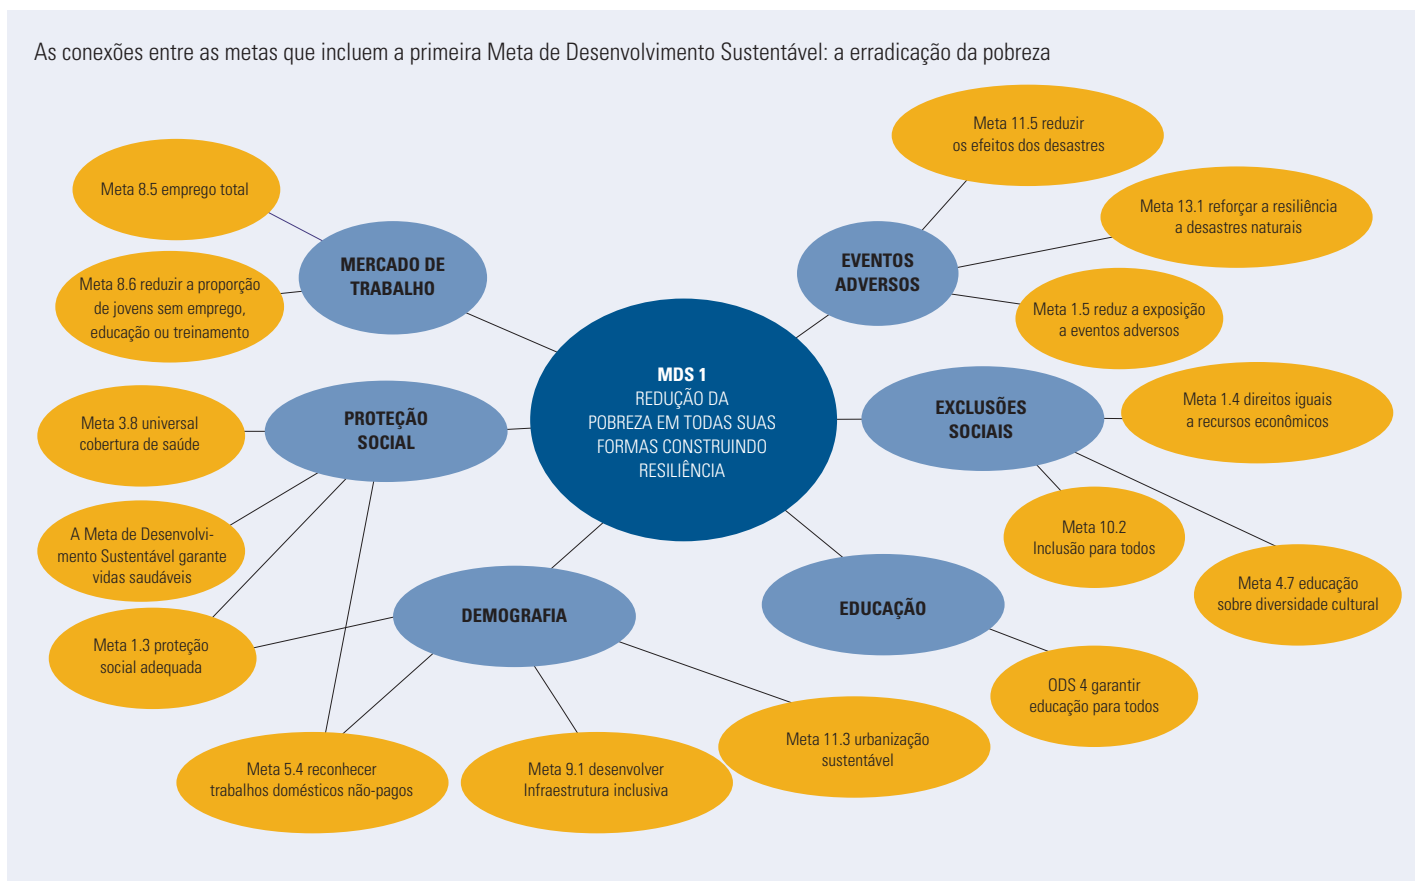 As conexões entre as metas que incluem a primeira Meta de Desenvolvimento Sustentável: a erradicação da pobreza
Meta 8.5 emprego total
Meta 8.6 reduzir a proporção
de jovens sem emprego,
educação ou treinamento
MERCADO DE
TRABALHO
Meta 11.5 reduzir
os efeitos dos desastres
Meta 13.1 reforçar a resiliência
a desastres naturais
EVENTOS
ADVERSOS
Meta 1.5 reduz a exposição
a eventos adversos
MDS 1
REDUÇÃO DA
POBREZA EM TODAS SUAS
FORMAS CONSTRUINDO
RESILIÊNCIA
Meta 3.8 universal
cobertura de saúde
PROTEÇÃO
SOCIAL
A Meta de Desenvolvi-
mento Sustentável garante
vidas saudáveis
Meta 1.3 proteção
social adequada
EXCLUSÕES
SOCIAIS
Meta 1.4 direitos iguais
a recursos econômicos
Meta 10.2
Inclusão para todos
Meta 4.7 educação
sobre diversidade cultural
DEMOGRAFIA
EDUCAÇÃO
ODS 4 garantir
educação para todos
Meta 5.4 reconhecer
trabalhos domésticos não-pagos
Meta 9.1 desenvolver
Infraestrutura inclusiva
Meta 11.3 urbanização
sustentável